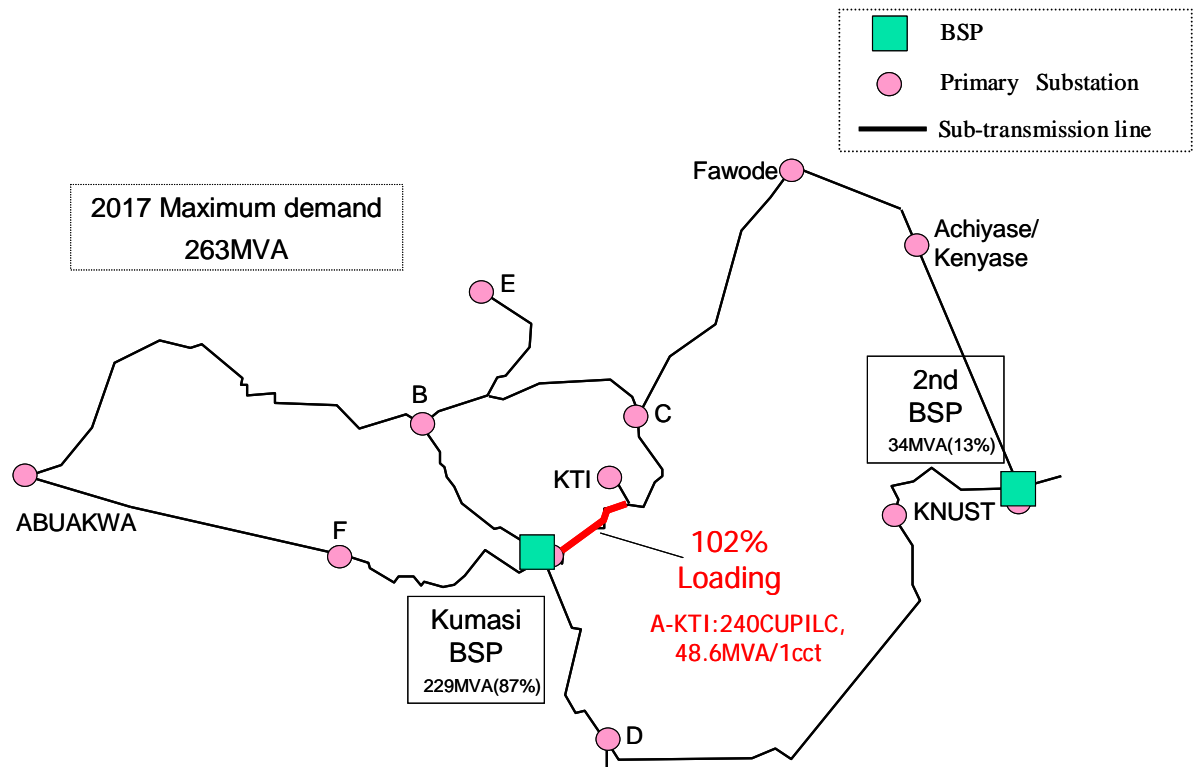 BSP
Primary Substation
Sub-transmission line
2017 Maximum demand
263MVA
Fawode
Achiyase/
Kenyase
E
B
C
2nd
BSP
34MVA(13%)
KTI
ABUAKWA
KNUST
F
102%
Loading
A-KTI:240CUPILC,
48.6MVA/1cct
Kumasi
BSP
229MVA(87%)
D